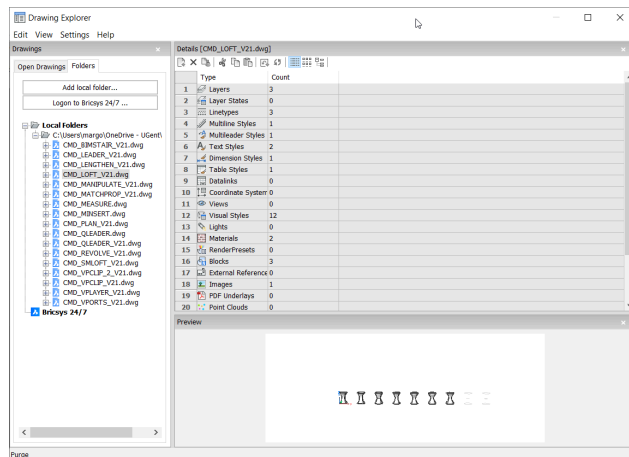 Drawing Explorer
Edit View Settings Help
Drawings
Open Drawings Folders
Add local folder...
Logon to Bricsys 24/7 ...
Local Folders
C:\Users\margo\OneDrive - UGent\
CMD_BIMSTAIR_V21.dwg
CMD_LEADER_V21.dwg
CMD_LENGTHEN_V21.dwg
CMD_LOFT_V21.dwg
CMD_MANIPULATE_V21.dwg
CMD_MATCHPROP_V21.dwg
CMD_MEASURE.dwg
CMD_MINSERT.dwg
CMD_PLAN_V21.dwg
CMD_QLEADER.dwg
CMD_QLEADER_V21.dwg
CMD_REVOLVE_V21.dwg
CMD_SMLOFT_V21.dwg
CMD_VPCLIP_2_V21.dwg
CMD_VPCLIP_V21.dwg
CMD_VPLAYER_V21.dwg
CMD_VPORTS_V21.dwg
Bricsys 24/7
Details [CMD_LOFT_V21.dwg]
Type Count
1 Layers 3
2 Layer States 0
3 Linetypes 3
4 Multiline Styles 1
5 Multileader Styles 1
6 Text Styles 2
7 Dimension Styles 1
8 Table Styles 1
9 Datalinks 0
10 Coordinate System 0
11 Views 0
12 Visual Styles 12
13 Lights 0
14 Materials 2
15 RenderPresets 0
16 Blocks 3
17 External Reference 0
18 Images 1
19 PDF Underlays 0
20 Point Clouds 0
Preview
Purge